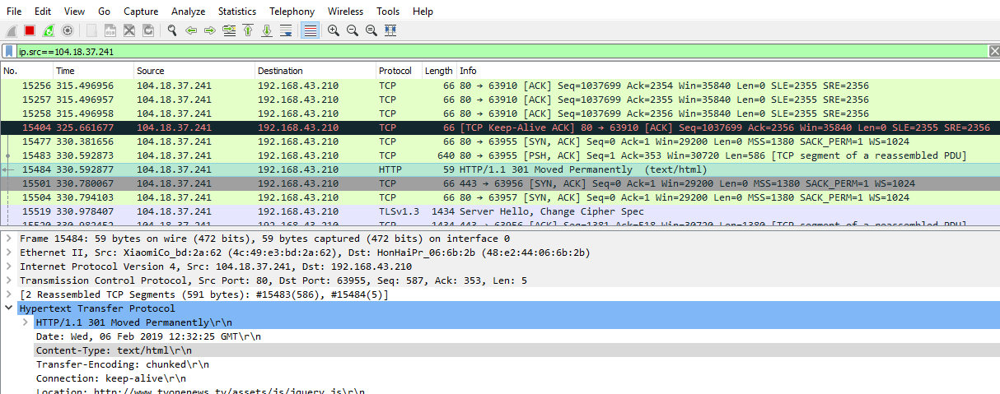 File Edit View Go Capture Analyze Statistics Telephony Wireless Tools Help
ip.src==104.18.37.241
No. Time Source Destination Protocol Length Info
15256 315.496956 104.18.37.241 192.168.43.210 TCP 66 80 → 63910 [ACK] Seq=1037699 Ack=2354 Win=35840 Len=0 SLE=2355 SRE=2356
15257 315.496957 104.18.37.241 192.168.43.210 TCP 66 80 → 63910 [ACK] Seq=1037699 Ack=2355 Win=35840 Len=0 SLE=2355 SRE=2356
15258 315.496958 104.18.37.241 192.168.43.210 TCP 66 80 → 63910 [ACK] Seq=1037699 Ack=2356 Win=35840 Len=0 SLE=2355 SRE=2356
15404 325.661677 104.18.37.241 192.168.43.210 TCP 66 [TCP Keep-Alive ACK] 80 → 63910 [ACK] Seq=1037699 Ack=2356 Win=35840 Len=0 SLE=2355 SRE=2356
15477 330.381656 104.18.37.241 192.168.43.210 TCP 66 80 → 63955 [SYN, ACK] Seq=0 Ack=1 Win=29200 Len=0 MSS=1380 SACK_PERM=1 WS=1024
15483 330.592873 104.18.37.241 192.168.43.210 TCP 640 80 → 63955 [PSH, ACK] Seq=1 Ack=353 Win=30720 Len=586 [TCP segment of a reassembled PDU]
15484 330.592877 104.18.37.241 192.168.43.210 HTTP 59 HTTP/1.1 301 Moved Permanently (text/html)
15501 330.780067 104.18.37.241 192.168.43.210 TCP 66 443 → 63956 [SYN, ACK] Seq=0 Ack=1 Win=29200 Len=0 MSS=1380 SACK_PERM=1 WS=1024
15504 330.794103 104.18.37.241 192.168.43.210 TCP 66 80 → 63957 [SYN, ACK] Seq=0 Ack=1 Win=29200 Len=0 MSS=1380 SACK_PERM=1 WS=1024
15519 330.978407 104.18.37.241 192.168.43.210 TLSv1.3 1434 Server Hello, Change Cipher Spec
15520 330.982452 104.18.37.241 192.168.43.210 TCP 1434 443 → 63956 [ACK] Seq=1381 Ack=518 Win=30720 Len=1380 [TCP segment of a reassembled PDU]
Frame 15484: 59 bytes on wire (472 bits), 59 bytes captured (472 bits) on interface 0
Ethernet II, Src: XiaomiCo_bd:2a:62 (4c:49:e3:bd:2a:62), Dst: HonHaiPr_06:6b:2b (48:e2:44:06:6b:2b)
Internet Protocol Version 4, Src: 104.18.37.241, Dst: 192.168.43.210
Transmission Control Protocol, Src Port: 80, Dst Port: 63955, Seq: 587, Ack: 353, Len: 5
[2 Reassembled TCP Segments (591 bytes): #15483(586), #15484(5)]
Hypertext Transfer Protocol
HTTP/1.1 301 Moved Permanently\r\n
Date: Wed, 06 Feb 2019 12:32:25 GMT\r\n
Content-Type: text/html\r\n
Transfer-Encoding: chunked\r\n
Connection: keep-alive\r\n
Location: http://www.tvonenews.tv/assets/js/jquery.js\r\n